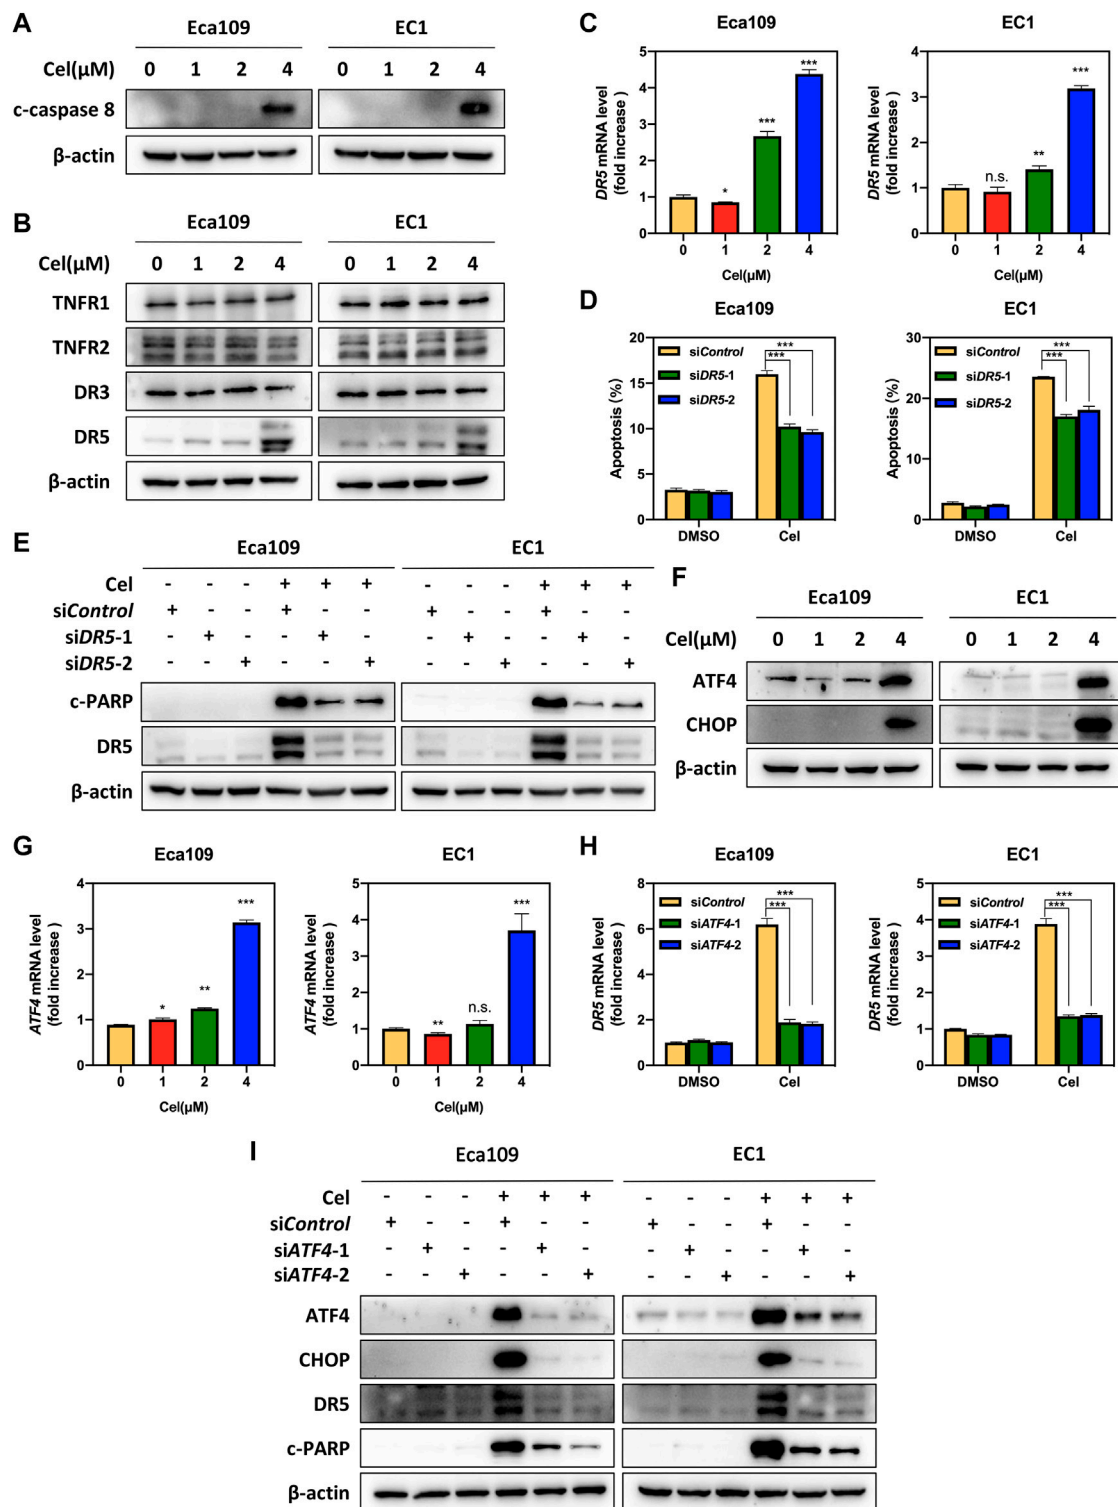 A
Eca109 EC1
Cel(μM) 0 1 2 4 0 1 2 4
c-caspase 8
β-actin
B
Eca109 EC1
Cel(μM) 0 1 2 4 0 1 2 4
TNFR1
TNFR2
DR3
DR5
β-actin
C
Eca109
DR5 mRNA level
(fold increase )
5
4
3
2
1
0
* *** ***
0 1 2 4
Cel(μM)
EC1
DR5 mRNA level
(fold increase )
4
3
2
1
0
n.s. ** ***
0 1 2 4
Cel(μM)
D
Eca109
Apoptosis (%)
20
15
10
5
0
siControl
siDR5-1
siDR5-2
***
***
DMSO Cel
EC1
Apoptosis (%)
30
20
10
0
siControl
siDR5-1
siDR5-2
***
***
DMSO Cel
E
Eca109 EC1
Cel - - - + + + - - - + + +
siControl + - - + - - + - - + - -
siDR5-1 - + - - + - - + - - + -
siDR5-2 - - + - - + - - + - - +
c-PARP
DR5
β-actin
F
Eca109 EC1
Cel(μM) 0 1 2 4 0 1 2 4
ATF4
CHOP
β-actin
G
Eca109
ATF4 mRNA level
(fold increase )
4
3
2
1
0
* ** ***
0 1 2 4
Cel(μM)
EC1
ATF4 mRNA level
(fold increase )
5
4
3
2
1
0
** n.s. ***
0 1 2 4
Cel(μM)
H
Eca109
DR5 mRNA level
(fold increase )
8
6
4
2
0
siControl
siATF4-1
siATF4-2
***
***
DMSO Cel
EC1
DR5 mRNA level
(fold increase )
5
4
3
2
1
0
siControl
siATF4-1
siATF4-2
***
***
DMSO Cel
I
Eca109 EC1
Cel - - - + + + - - - + + +
siControl + - - + - - + - - + - -
siATF4-1 - + - - + - - + - - + -
siATF4-2 - - + - - + - - + - - +
ATF4
CHOP
DR5
c-PARP
β-actin